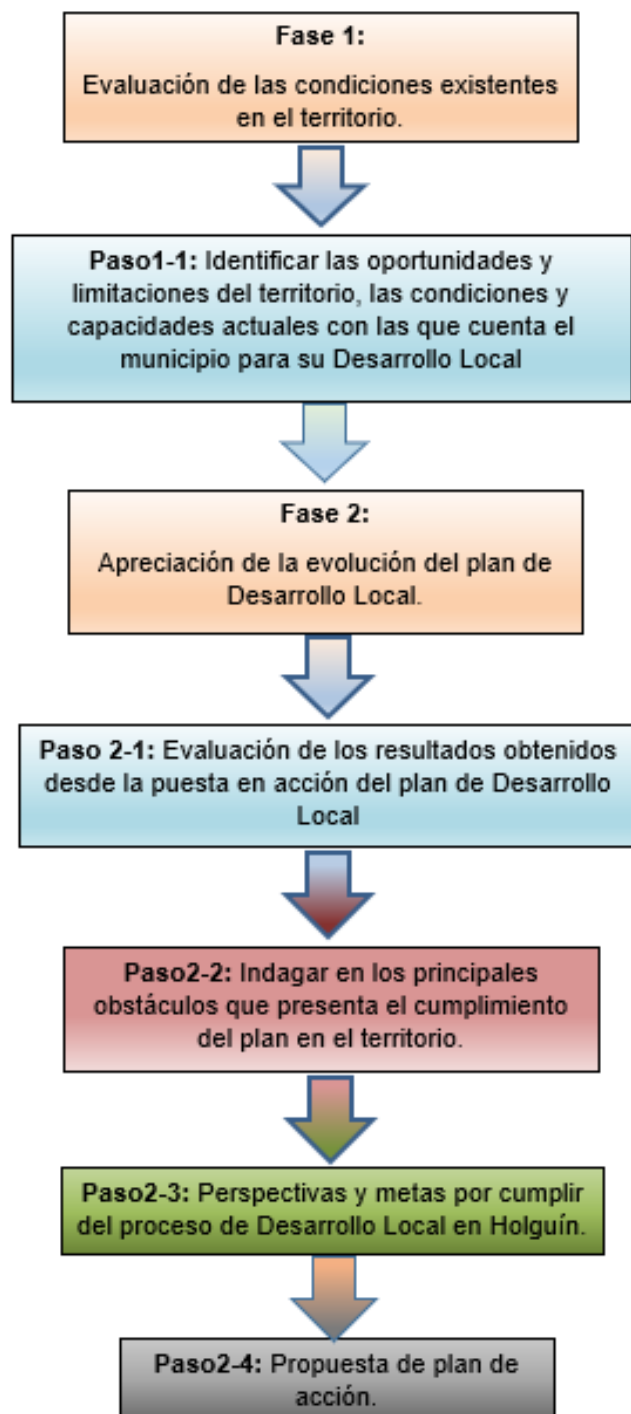 Fase 1:
Evaluación de las condiciones existentes
en el territorio.
Paso1-1: Identificar las oportunidades y
limitaciones del territorio, las condiciones y
capacidades actuales con las que cuenta el
municipio para su Desarrollo Local
Fase 2:
Apreciación de la evolución del plan de
Desarrollo Local.
Paso 2-1: Evaluación de los resultados obtenidos
desde la puesta en acción del plan de Desarrollo
Local
Paso2-2: Indagar en los principales
obstáculos que presenta el cumplimiento
del plan en el territorio.
Paso2-3: Perspectivas y metas por cumplir
del proceso de Desarrollo Local en Holguín.
Paso2-4: Propuesta de plan de
acción.